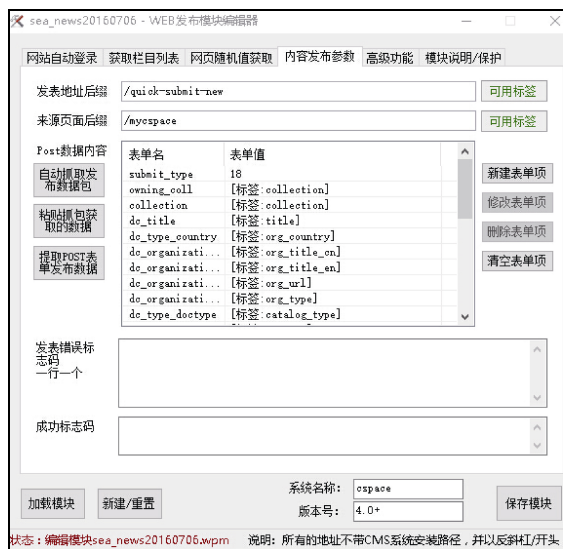 sea_news20160706 - WEB发布模块编辑器
网站自动登录 获取栏目列表 网页随机值获取 内容发布参数 高级功能 模块说明/保护
发表地址后缀 /quick-submit-new 可用标签
来源页面后缀 /mycspace 可用标签
Post数据内容
自动抓取发
布数据包
粘贴抓包获
取的数据
提取POST表
单发布数据
表单名 表单值
submit_type 18
owning_coll [标签:collection]
collection [标签:collection]
dc_title [标签:title]
dc_type_country [标签:org_country]
dc_organizati... [标签:org_title_cn]
dc_organizati... [标签:org_title_en]
dc_organizati... [标签:org_url]
dc_organizati... [标签:org_type]
dc_type_doctype [标签:catalog_type]
新建表单项
修改表单项
删除表单项
清空表单项
发表错误标
志码
一行一个
成功标志码
加载模块 新建/重置
系统名称: cspace
版本号: 4.0+
保存模块
状态:编辑模块sea_news20160706.wpm 说明:所有的地址不带CMS系统安装路径,并以反斜杠/开头